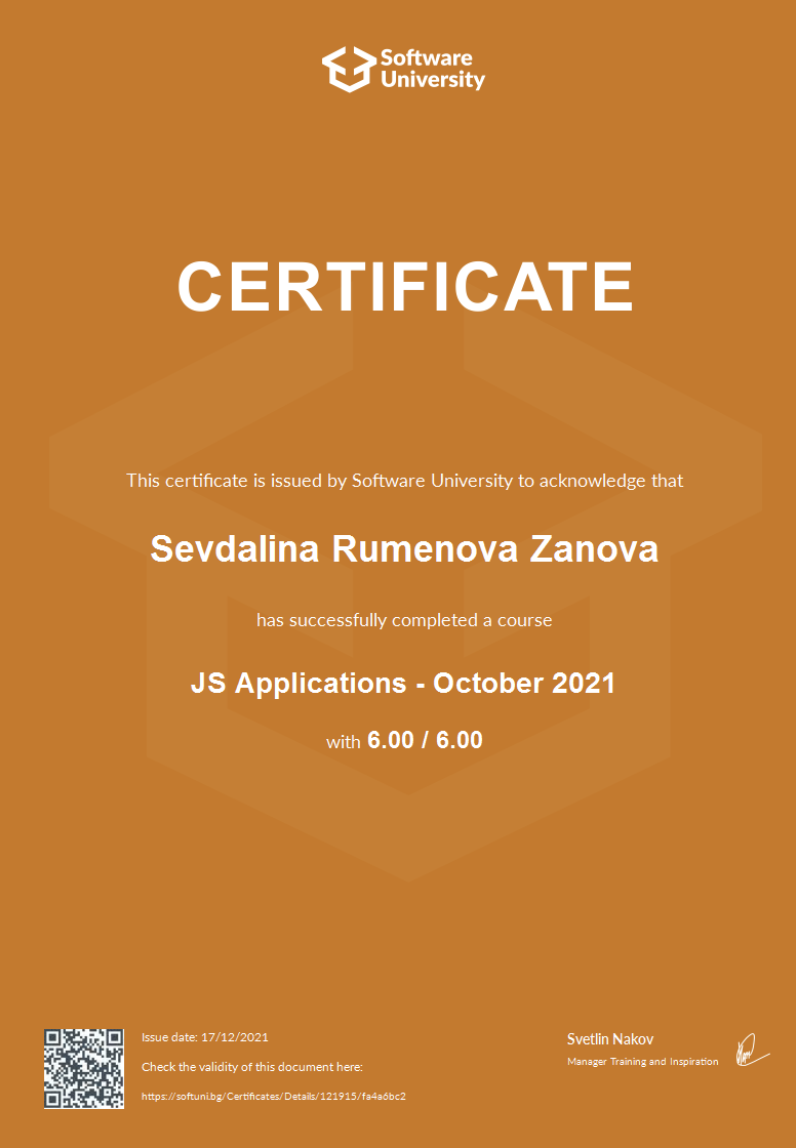 Software
University
CERTIFICATE
This certificate is issued by Software University to acknowledge that
Sevdalina Rumenova Zanova
has successfully completed a course
JS Applications - October 2021
with 6.00 / 6.00
Issue date: 17/12/2021
Check the validity of this document here:
https://softuni.bg/Certificates/Details/121915/fa4a6bc2
Svetlin Nakov
Manager Training and Inspiration